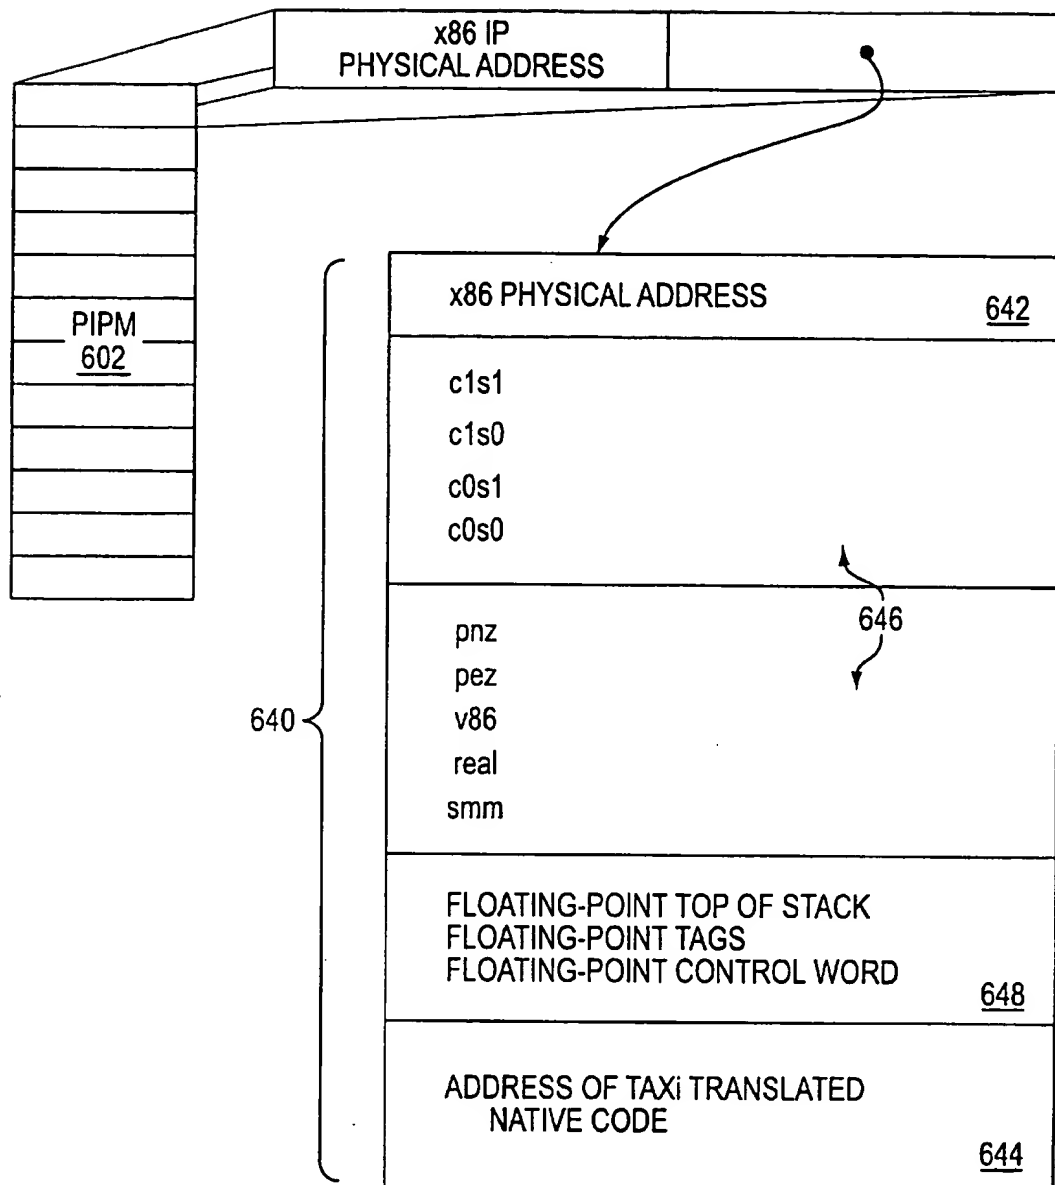 x86 IP
PHYSICAL ADDRESS
PIPM
602
x86 PHYSICAL ADDRESS
642
c1s1
c1s0
c0s1
c0s0
646
pnz
pez
v86
real
smm
640
FLOATING-POINT TOP OF STACK
FLOATING-POINT TAGS
FLOATING-POINT CONTROL WORD
648
ADDRESS OF TAXi TRANSLATED
NATIVE CODE
644